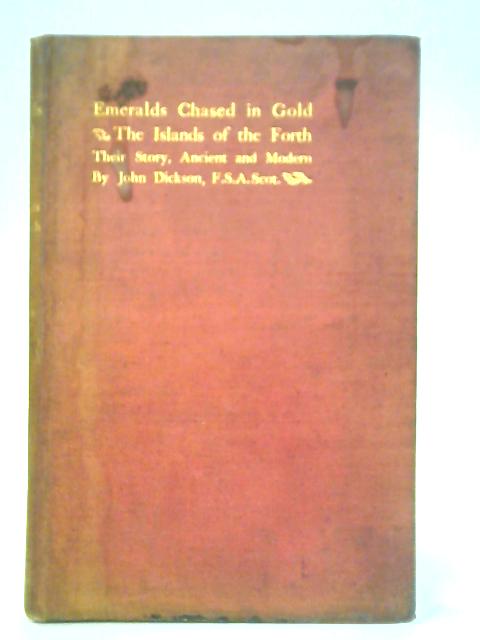 Emeralds Chased in Gold
The Islands of the Forth
Their Story, Ancient and Modern
By John Dickson, F.S.A.Scot.